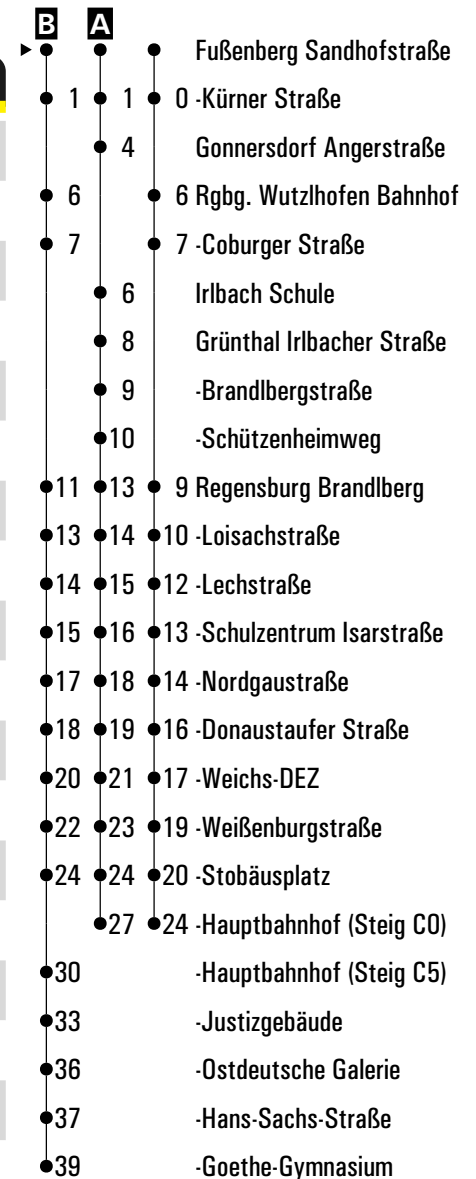 B A
Fußenberg Sandhofstraße
1 1 0 -Kürner Straße
4 Gonnersdorf Angerstraße
6 6 Rgbg. Wutzlhofen Bahnhof
7 7 -Coburger Straße
6 Irlbach Schule
8 Grünthal Irlbacher Straße
9 -Brandlbergstraße
10 -Schützenheimweg
11 13 9 Regensburg Brandlberg
13 14 10 -Loisachstraße
14 15 12 -Lechstraße
15 16 13 -Schulzentrum Isarstraße
17 18 14 -Nordgaustraße
18 19 16 -Donaustaufer Straße
20 21 17 -Weichs-DEZ
22 23 19 -Weißenburgstraße
24 24 20 -Stobäusplatz
27 24 -Hauptbahnhof (Steig C0)
30 -Hauptbahnhof (Steig C5)
33 -Justizgebäude
36 -Ostdeutsche Galerie
37 -Hans-Sachs-Straße
39 -Goethe-Gymnasium